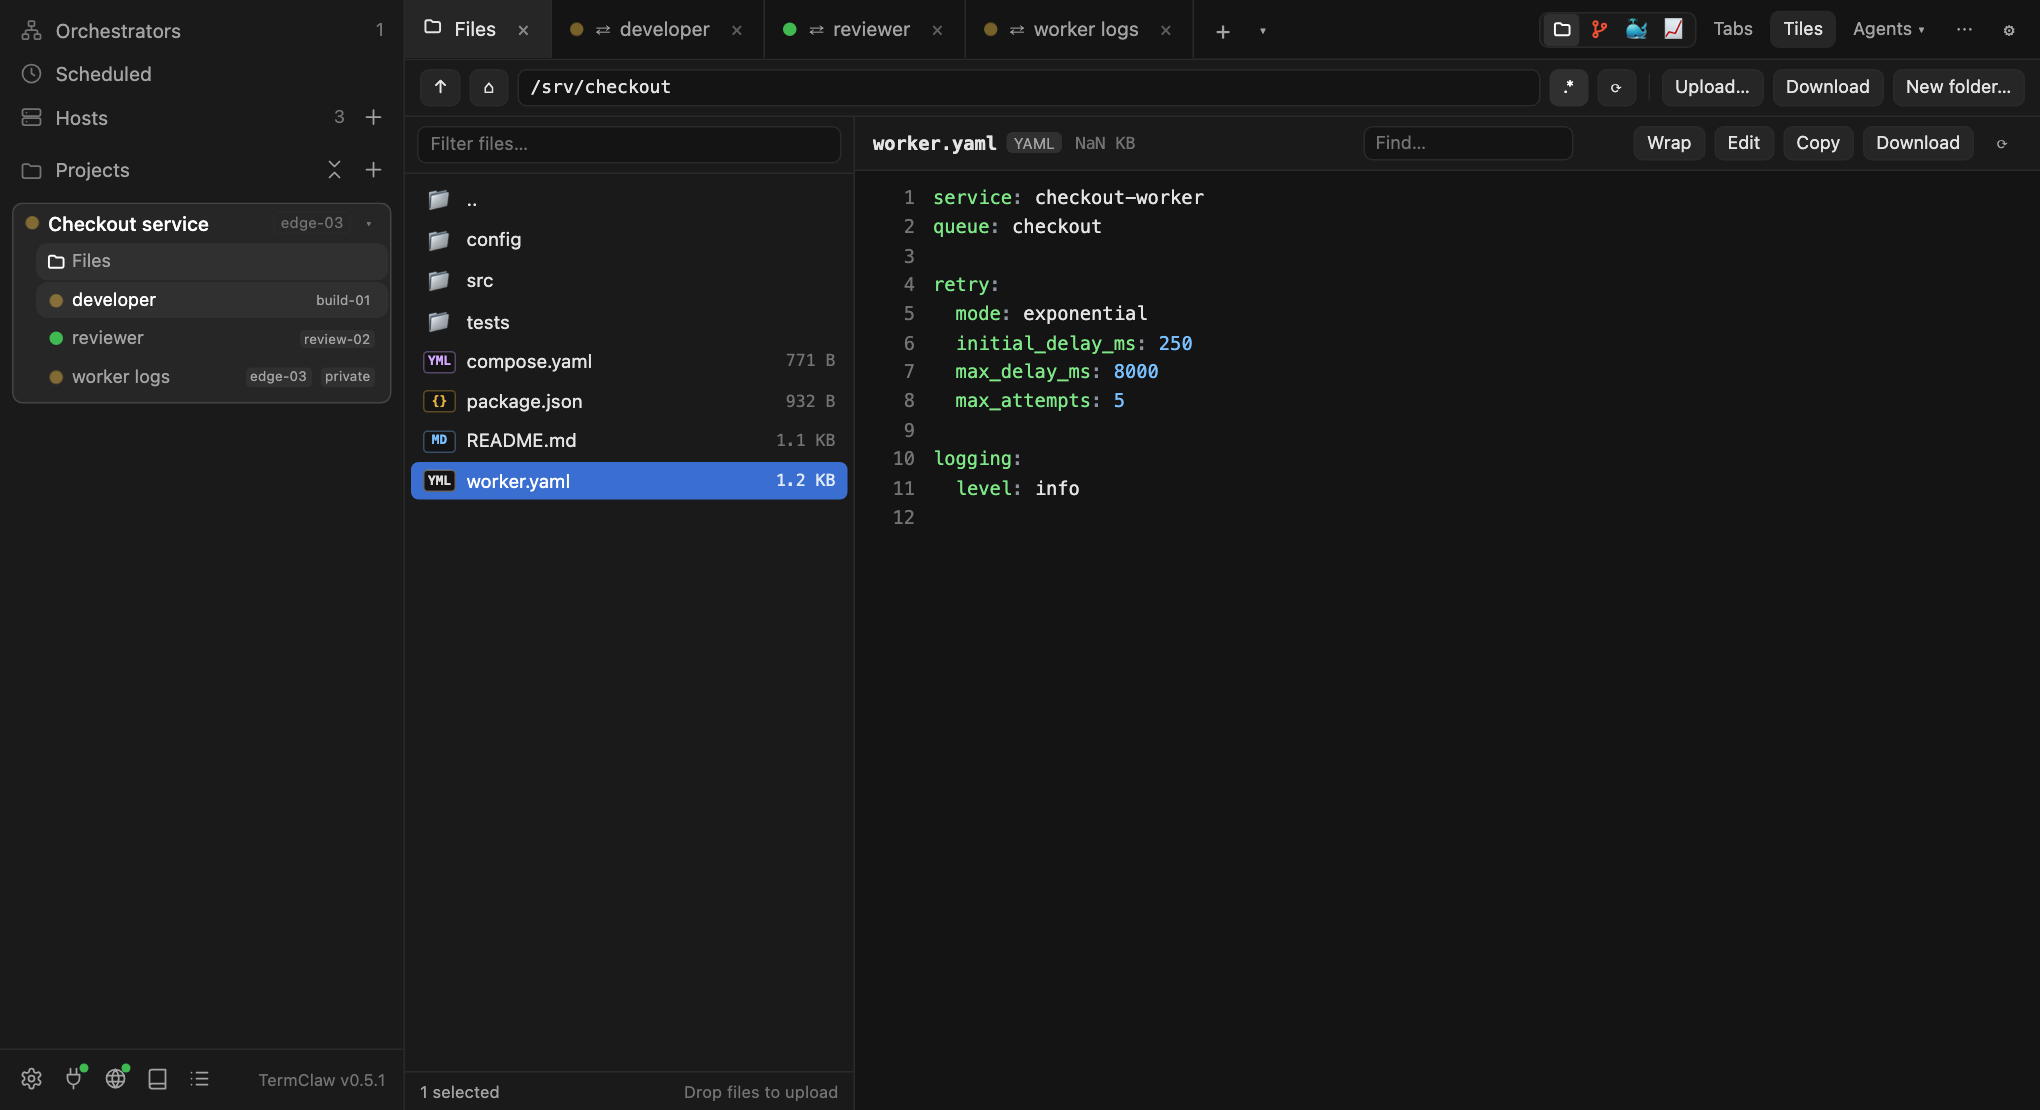 Orchestrators 1
Scheduled
Hosts 3 +
Projects +
Checkout service edge-03
Files
developer build-01
reviewer review-02
worker logs edge-03 private
TermClaw v0.5.1
Files × ⇄ developer × ⇄ reviewer × ⇄ worker logs × +
Tabs Tiles Agents ...
/srv/checkout .* Upload... Download New folder...
Filter files...
..
config
src
tests
YML compose.yaml 771 B
{} package.json 932 B
MD README.md 1.1 KB
YML worker.yaml 1.2 KB
1 selected Drop files to upload
worker.yaml YAML NaN KB Find... Wrap Edit Copy Download
1 service: checkout-worker
2 queue: checkout
3
4 retry:
5 mode: exponential
6 initial_delay_ms: 250
7 max_delay_ms: 8000
8 max_attempts: 5
9
10 logging:
11 level: info
12